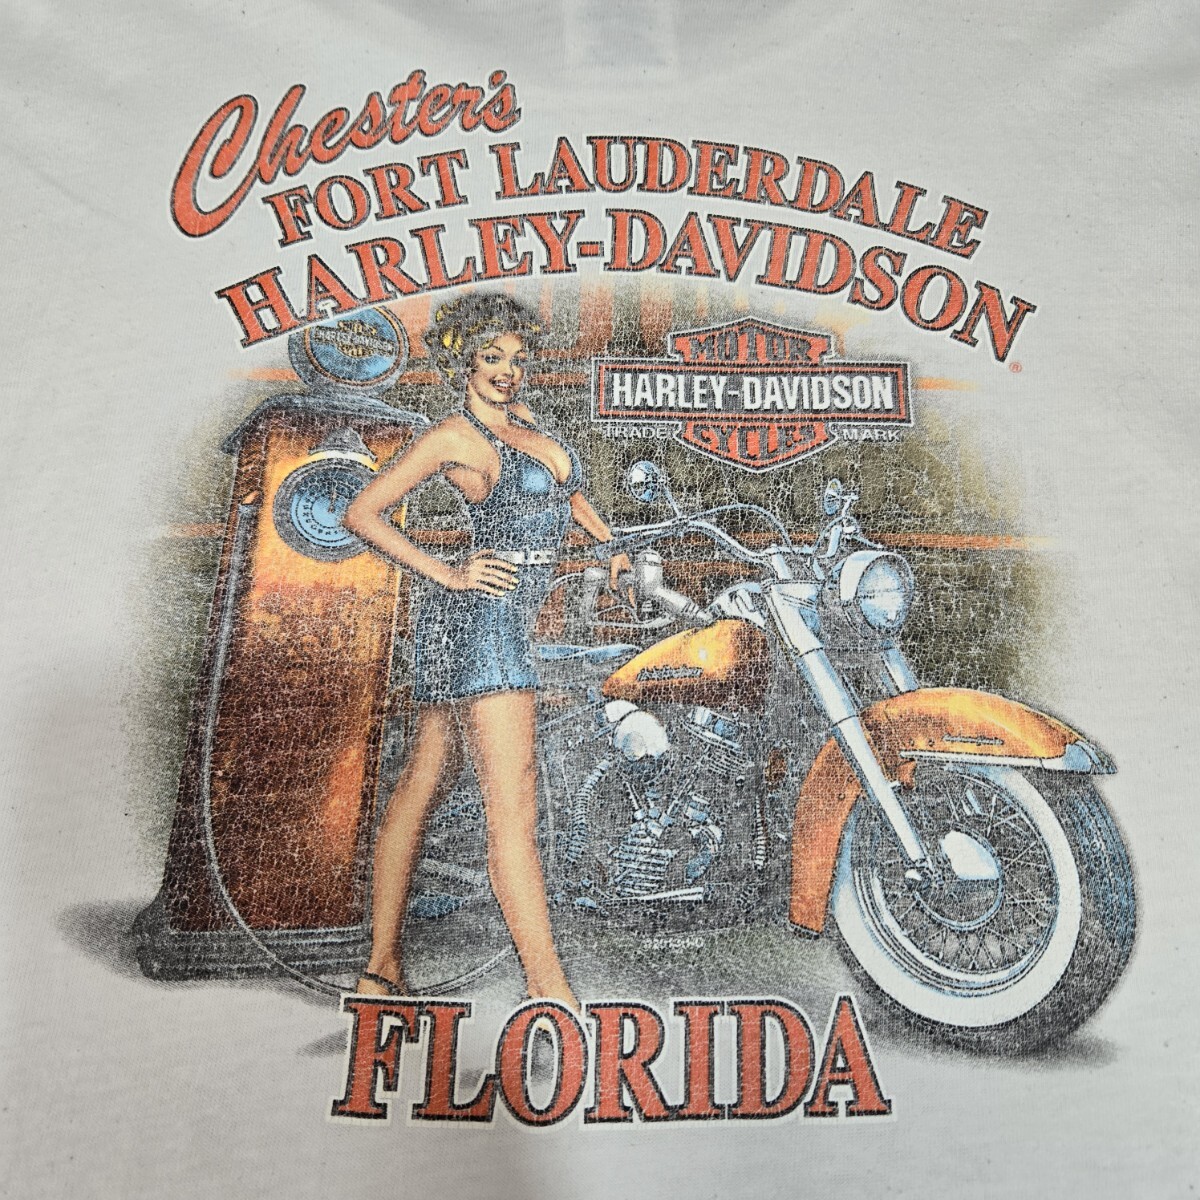 Chester's
FORT LAUDERDALE
HARLEY-DAVIDSON
®
MOTOR
HARLEY-DAVIDSON
TRADE MARK
CYCLES
FLORIDA